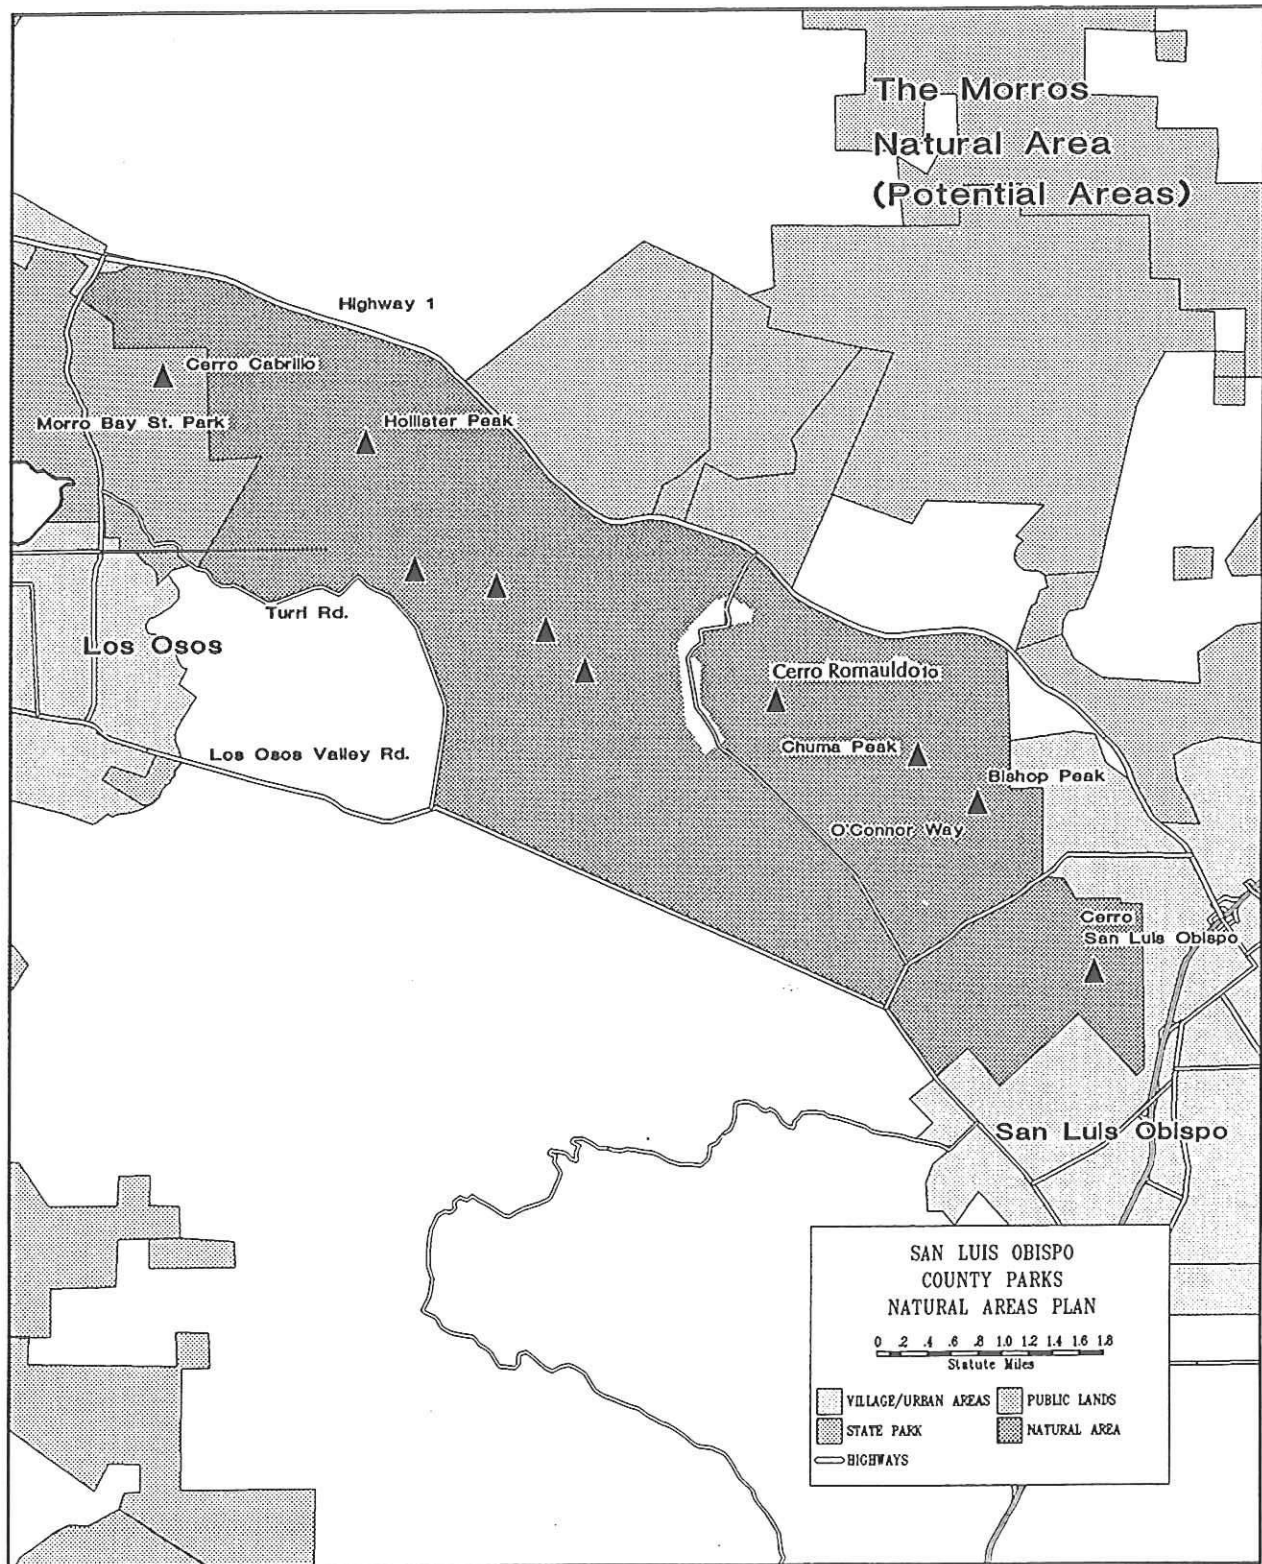 The Morros
Natural Area
(Potential Areas)
Highway 1
Cerro Cabrillo
Morro Bay St. Park
Hollister Peak
Turri Rd.
Los Osos
Cerro Romauldo10
Los Osos Valley Rd.
Chuma Peak
Bishop Peak
O'Connor Way
Cerro
San Luis Obispo
San Luis Obispo
SAN LUIS OBISPO
COUNTY PARKS
NATURAL AREAS PLAN
0 .2 .4 .6 .8 1.0 1.2 1.4 1.6 1.8
Statute Miles
VILLAGE/URBAN AREAS PUBLIC LANDS
STATE PARK NATURAL AREA
HIGHWAYS